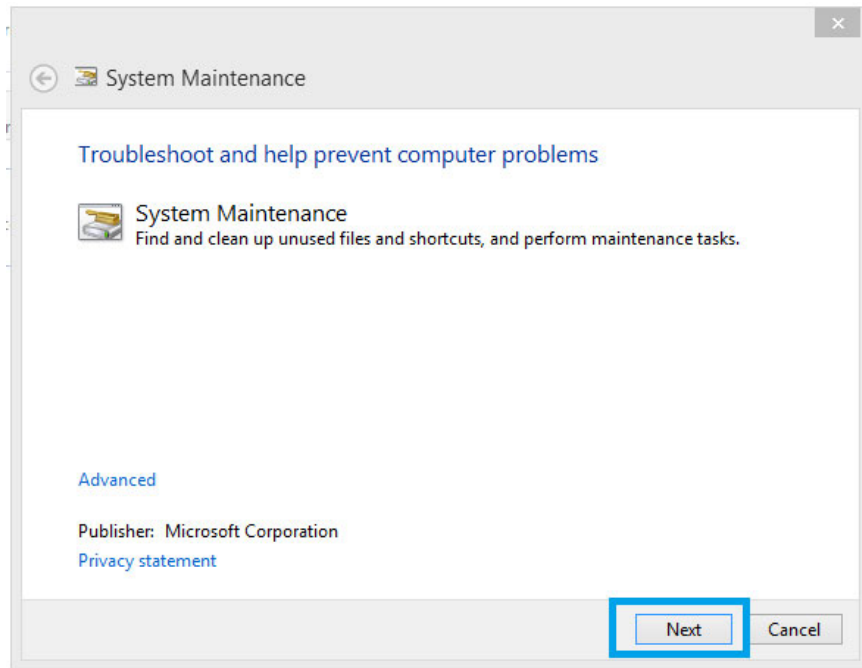 System Maintenance
Troubleshoot and help prevent computer problems
System Maintenance
Find and clean up unused files and shortcuts, and perform maintenance tasks.
Advanced
Publisher: Microsoft Corporation
Privacy statement
Next
Cancel